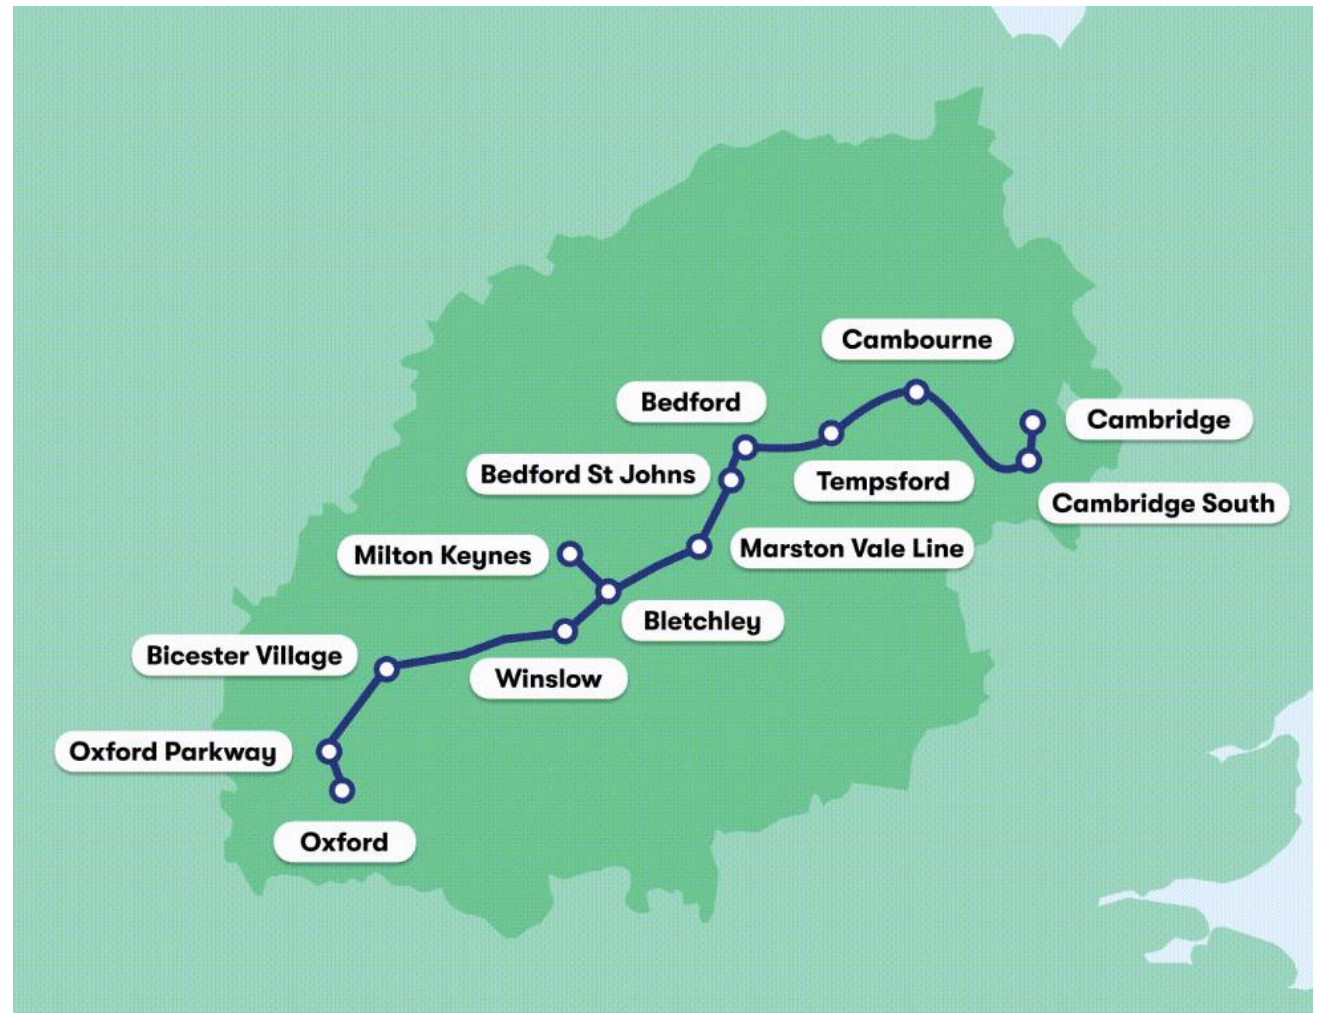 Cambourne
Bedford
Cambridge
Bedford St Johns
Tempsford
Cambridge South
Milton Keynes
Marston Vale Line
Bletchley
Bicester Village
Winslow
Oxford Parkway
Oxford